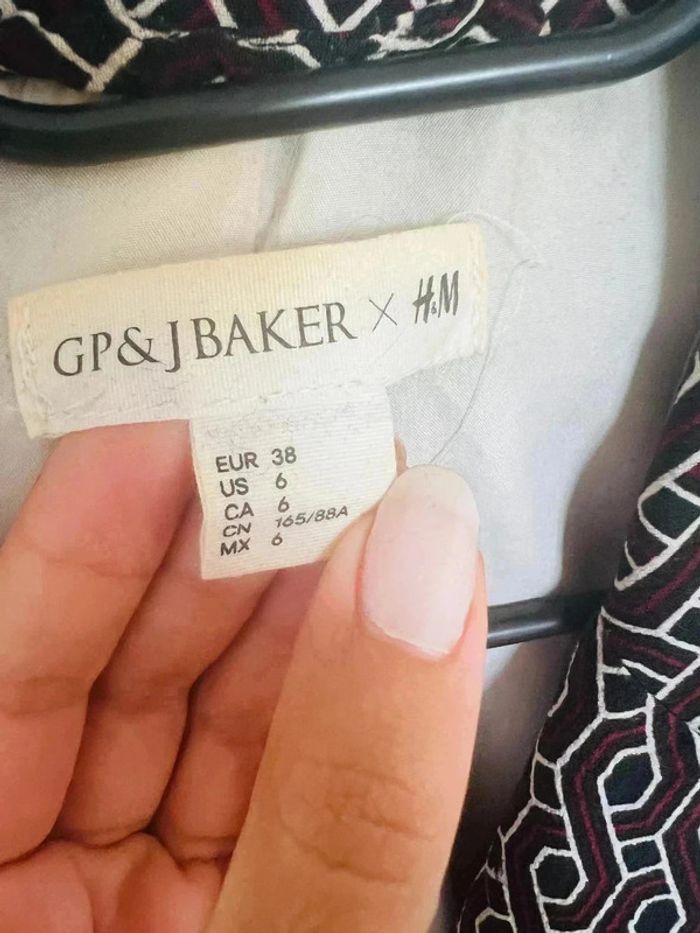 GP&J BAKER × H&M
EUR 38
US 6
CA 6
CN 165/88A
MX 6